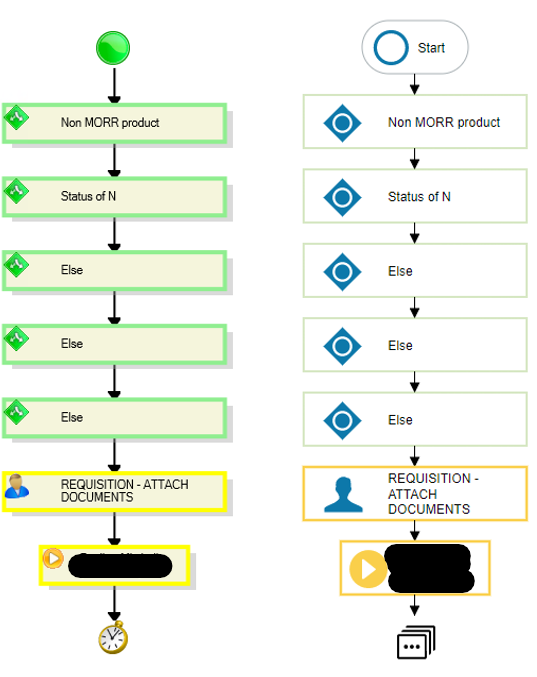 Start
Non MORR product
Status of N
Else
Else
Else
REQUISITION - ATTACH
DOCUMENTS
Non MORR product
Status of N
Else
Else
Else
REQUISITION -
ATTACH
DOCUMENTS